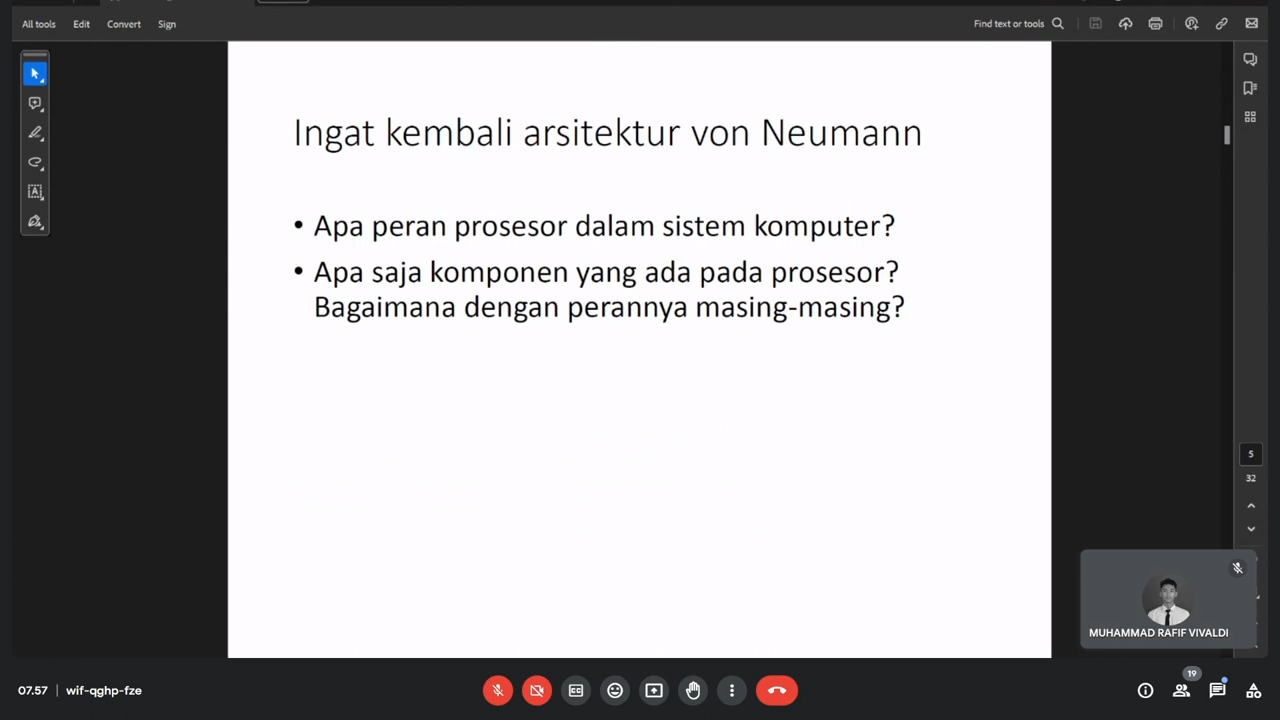 All tools Edit Convert Sign
Find text or tools
Ingat kembali arsitektur von Neumann
• Apa peran prosesor dalam sistem komputer?
• Apa saja komponen yang ada pada prosesor?
Bagaimana dengan perannya masing-masing?
5
32
MUHAMMAD RAFIF VIVALDI
07.57 | wif-qghp-fze
19